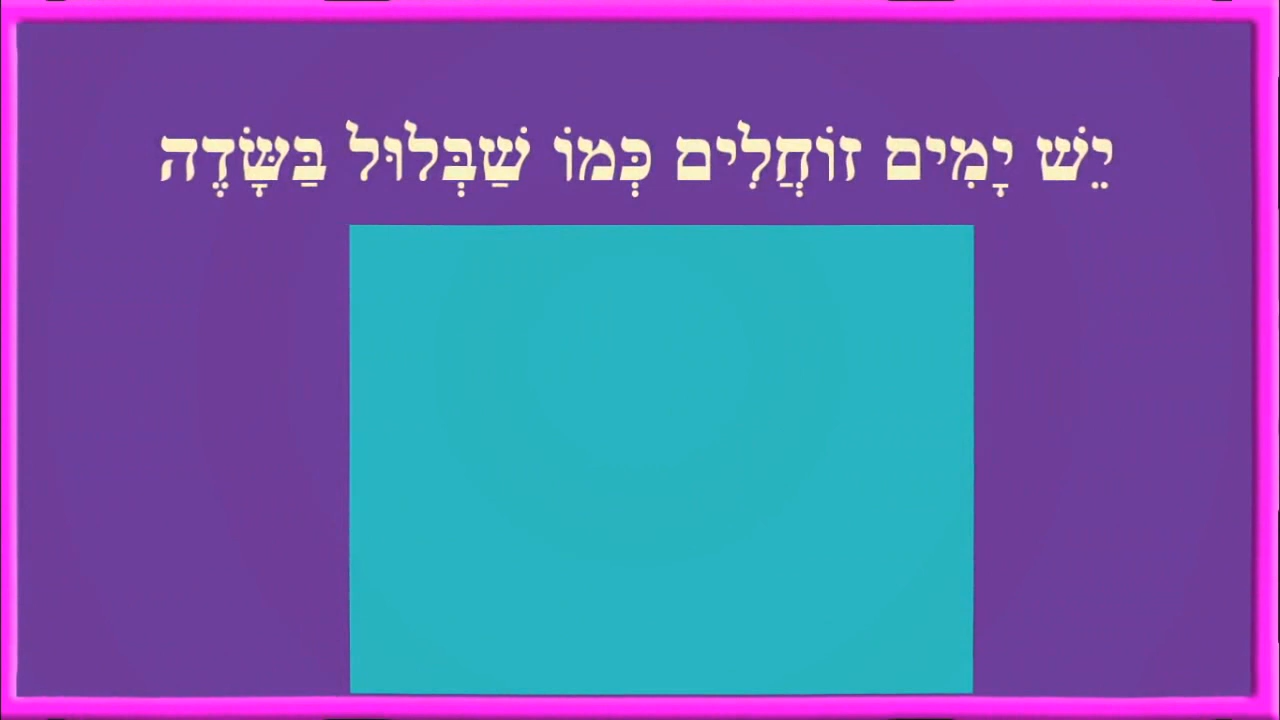 יֵשׁ יָמִים זוֹחֲלִים כְּמוֹ שַׁבְּלוּל בַּשָּׂדֶה